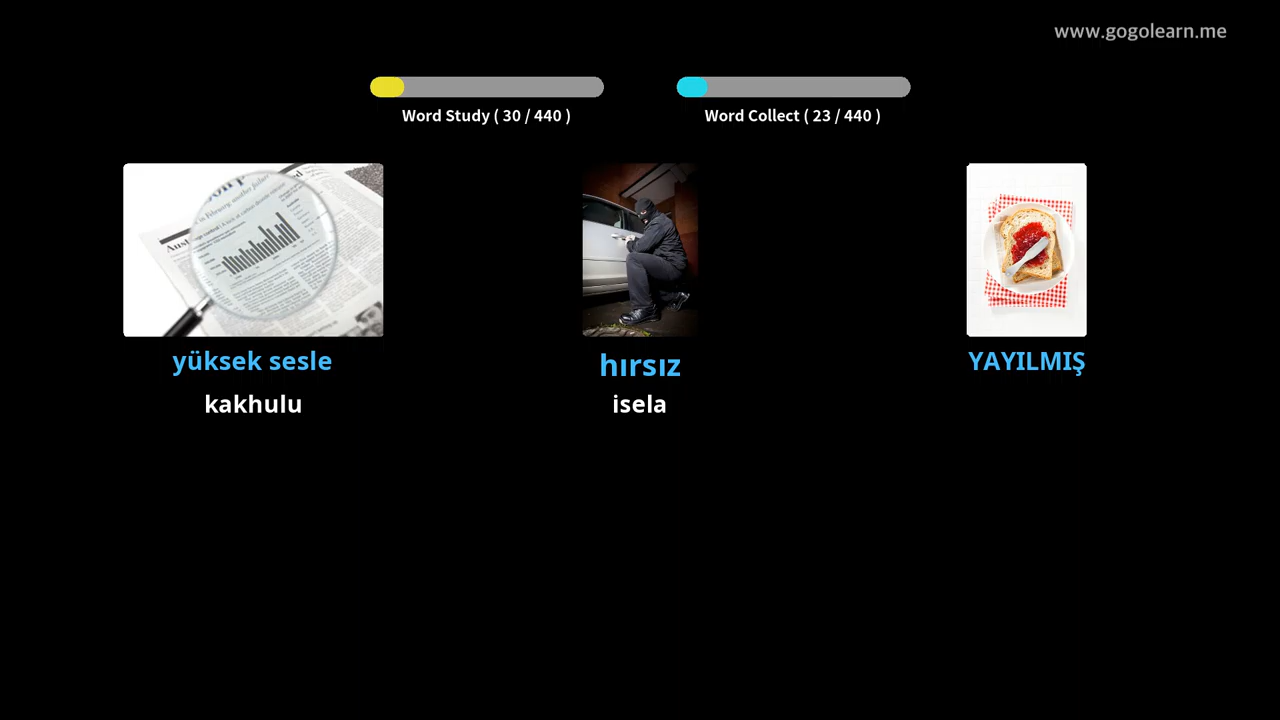 www.gogolearn.me
Word Study ( 30 / 440 )
Word Collect ( 23 / 440 )
yüksek sesle
kakhulu
hırsız
isela
YAYILMIŞ